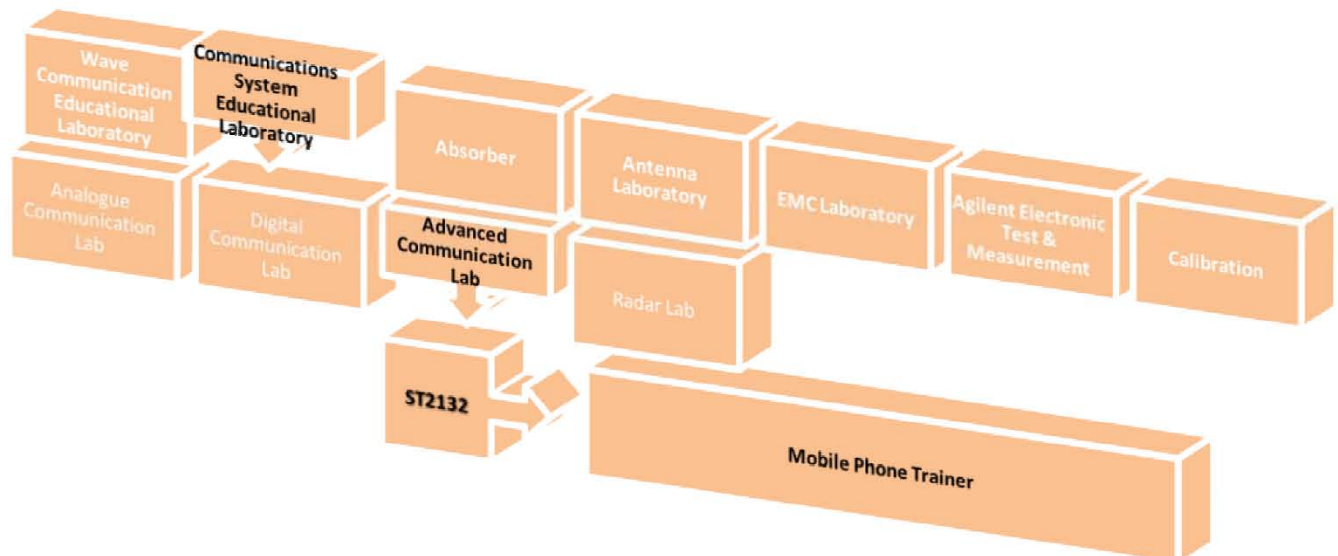 Wave
Communication
Educational
Laboratory
Communications
System
Educational
Laboratory
Absorber
Antenna
Laboratory
EMC Laboratory
Agilent Electronic
Test &
Measurement
Calibration
Analogue
Communication
Lab
Digital
Communication
Lab
Advanced
Communication
Lab
Radar Lab
ST2132
Mobile Phone Trainer